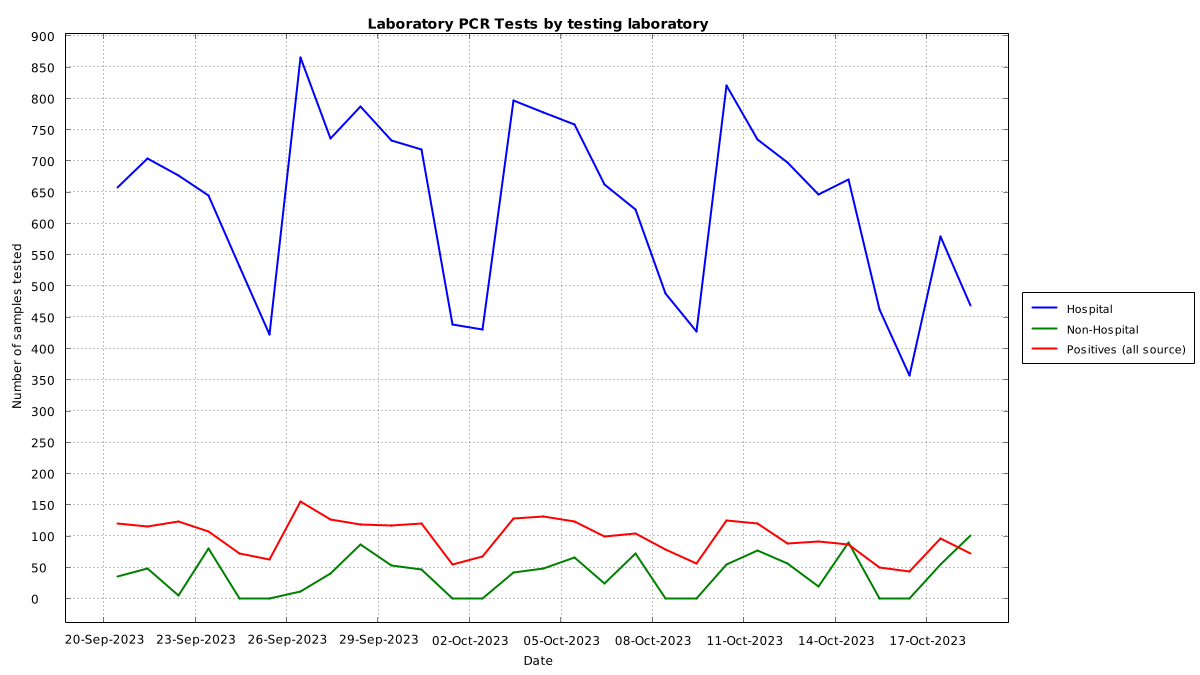 Laboratory PCR Tests by testing laboratory
900
850
800
750
700
650
600
550
500
450
400
350
300
250
200
150
100
50
0
Number of samples tested
20-Sep-2023 23-Sep-2023 26-Sep-2023 29-Sep-2023 02-Oct-2023 05-Oct-2023 08-Oct-2023 11-Oct-2023 14-Oct-2023 17-Oct-2023
Date
Hospital
Non-Hospital
Positives (all source)